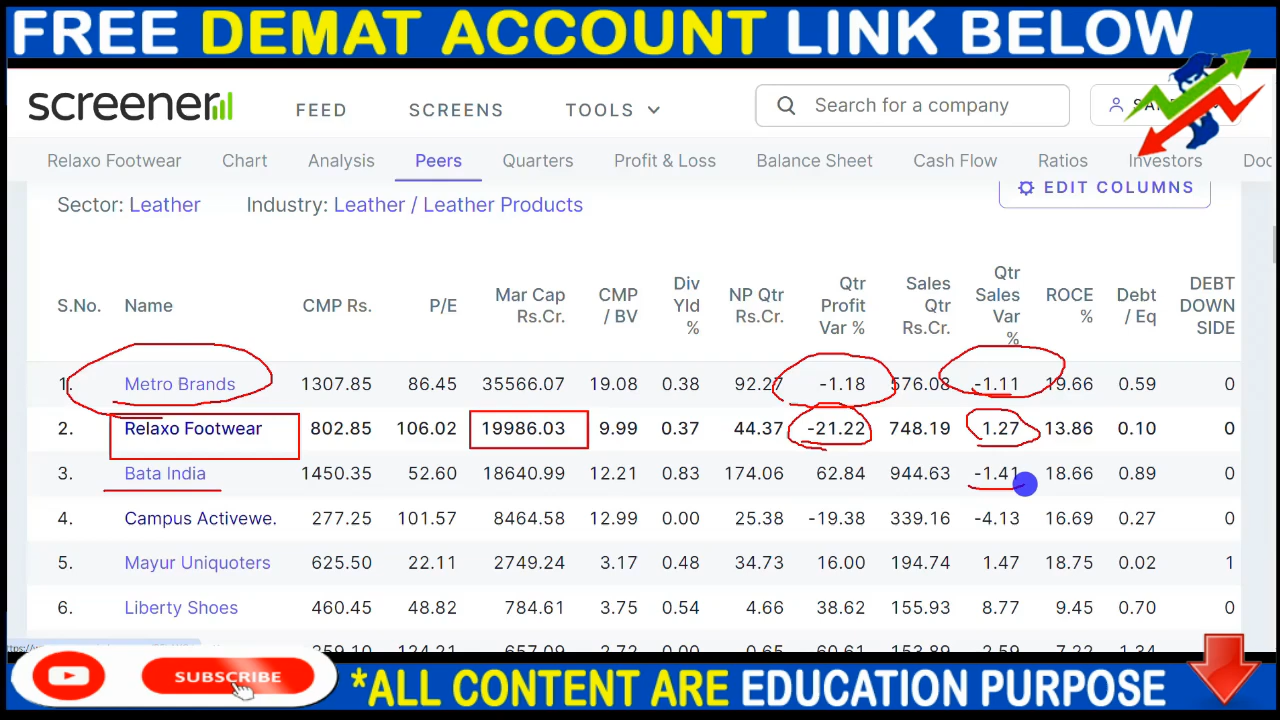 FREE DEMAT ACCOUNT LINK BELOW
screener
FEED SCREENS TOOLS Search for a company
Relaxo Footwear Chart Analysis Peers Quarters Profit & Loss Balance Sheet Cash Flow Ratios Investors
Sector: Leather Industry: Leather / Leather Products EDIT COLUMNS
S.No. Name CMP Rs. P/E Mar Cap Rs.Cr. CMP / BV Div Yld % NP Qtr Rs.Cr. Qtr Profit Var % Sales Qtr Rs.Cr. Qtr Sales Var % ROCE % Debt / Eq DEBT DOWN SIDE
1. Metro Brands 1307.85 86.45 35566.07 19.08 0.38 92.27 -1.18 576.08 -1.11 19.66 0.59 0
2. Relaxo Footwear 802.85 106.02 19986.03 9.99 0.37 44.37 -21.22 748.19 1.27 13.86 0.10 0
3. Bata India 1450.35 52.60 18640.99 12.21 0.83 174.06 62.84 944.63 -1.41 18.66 0.89 0
4. Campus Activewe. 277.25 101.57 8464.58 12.99 0.00 25.38 -19.38 339.16 -4.13 16.69 0.27 0
5. Mayur Uniquoters 625.50 22.11 2749.24 3.17 0.48 34.73 16.00 194.74 1.47 18.75 0.02 1
6. Liberty Shoes 460.45 48.82 784.61 3.75 0.54 4.66 38.62 155.93 8.77 9.45 0.70 0
SUBSCRIBE
*ALL CONTENT ARE EDUCATION PURPOSE